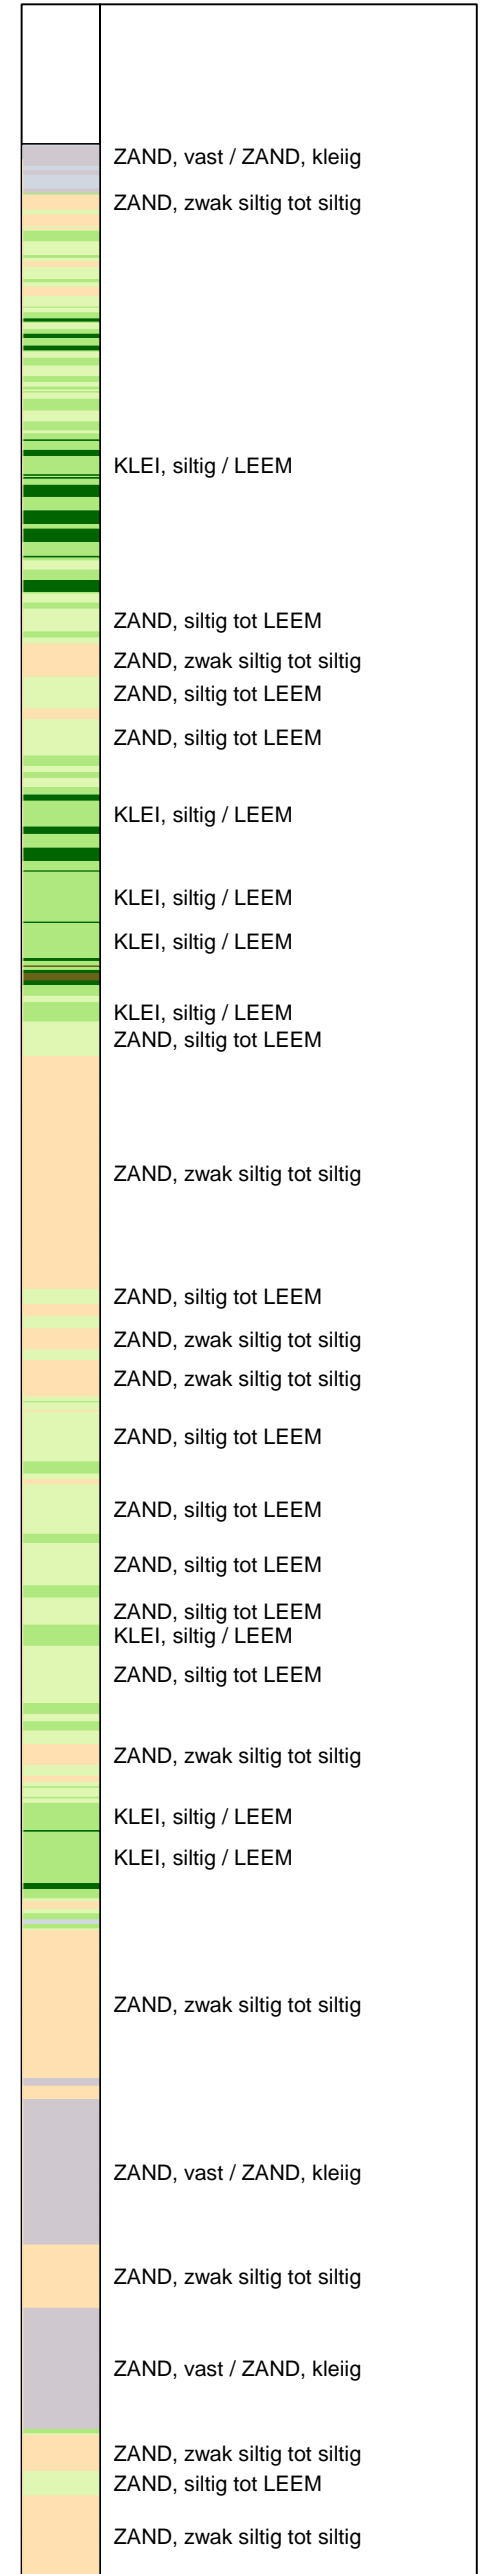 ZAND, vast / ZAND, kleiig
ZAND, zwak siltig tot siltig
KLEI, siltig / LEEM
ZAND, siltig tot LEEM
ZAND, zwak siltig tot siltig
ZAND, siltig tot LEEM
ZAND, siltig tot LEEM
KLEI, siltig / LEEM
KLEI, siltig / LEEM
KLEI, siltig / LEEM
KLEI, siltig / LEEM
ZAND, siltig tot LEEM
ZAND, zwak siltig tot siltig
ZAND, siltig tot LEEM
ZAND, zwak siltig tot siltig
ZAND, zwak siltig tot siltig
ZAND, siltig tot LEEM
ZAND, siltig tot LEEM
ZAND, siltig tot LEEM
ZAND, siltig tot LEEM
KLEI, siltig / LEEM
ZAND, siltig tot LEEM
ZAND, zwak siltig tot siltig
KLEI, siltig / LEEM
KLEI, siltig / LEEM
ZAND, zwak siltig tot siltig
ZAND, vast / ZAND, kleiig
ZAND, zwak siltig tot siltig
ZAND, vast / ZAND, kleiig
ZAND, zwak siltig tot siltig
ZAND, siltig tot LEEM
ZAND, zwak siltig tot siltig